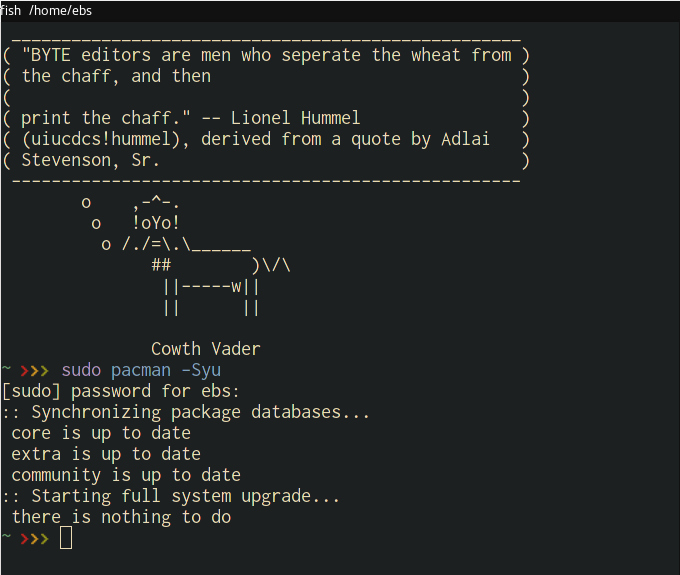 fish /home/ebs
 ___________________________________________________
( "BYTE editors are men who seperate the wheat from )
( the chaff, and then                               )
(                                                   )
( print the chaff." -- Lionel Hummel                )
( (uiucdcs!hummel), derived from a quote by Adlai   )
( Stevenson, Sr.                                    )
 ---------------------------------------------------
        o    ,-^-.
         o   !oYo!
          o /./=\.\______
               ##        )\/\
                ||-----w||
                ||      ||

               Cowth Vader
~ >>> sudo pacman -Syu
[sudo] password for ebs:
:: Synchronizing package databases...
 core is up to date
 extra is up to date
 community is up to date
:: Starting full system upgrade...
 there is nothing to do
~ >>>